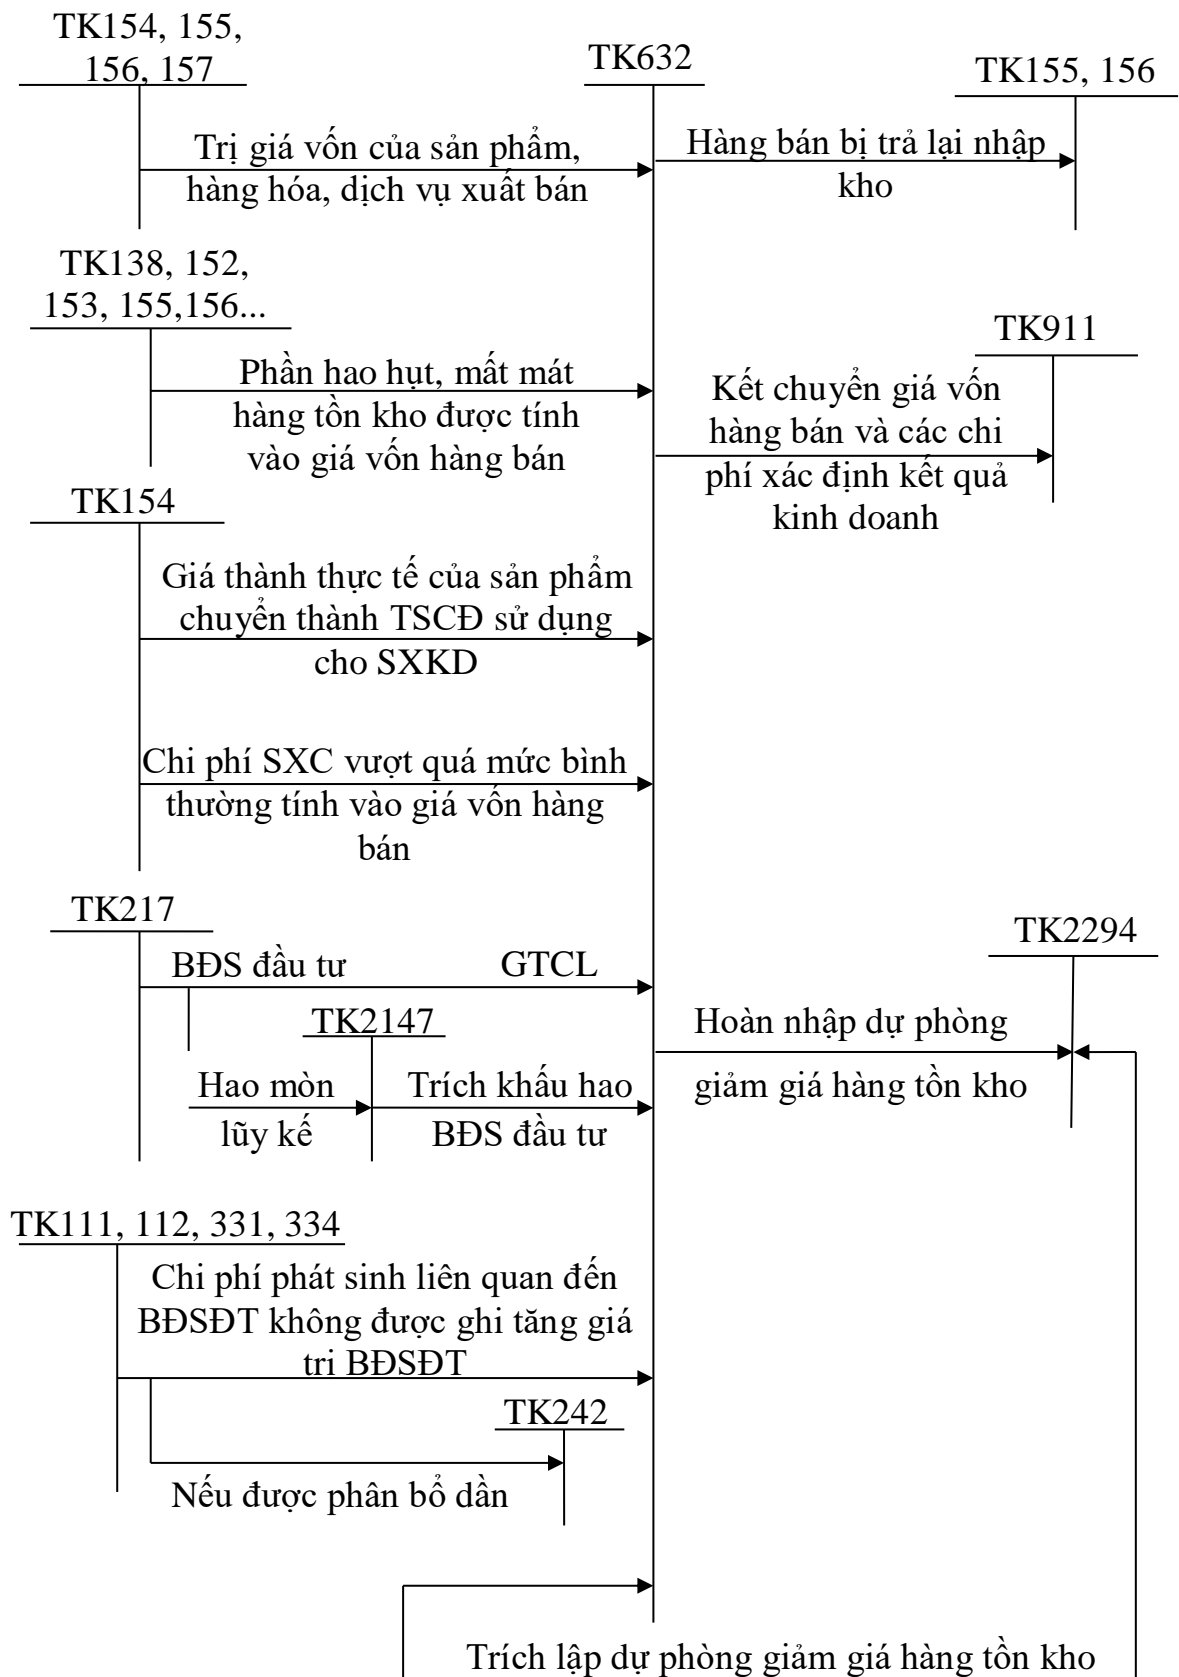 TK154, 155,
156, 157
TK632
TK155, 156
Trị giá vốn của sản phẩm,
hàng hóa, dịch vụ xuất bán
Hàng bán bị trả lại nhập
kho
TK138, 152,
153, 155,156...
Phần hao hụt, mất mát
hàng tồn kho được tính
vào giá vốn hàng bán
TK911
Kết chuyển giá vốn
hàng bán và các chi
phí xác định kết quả
kinh doanh
TK154
Giá thành thực tế của sản phẩm
chuyển thành TSCĐ sử dụng
cho SXKD
Chi phí SXC vượt quá mức bình
thường tính vào giá vốn hàng
bán
TK217
BĐS đầu tư
GTCL
TK2147
Hao mòn
lũy kế
Trích khấu hao
BĐS đầu tư
TK2294
Hoàn nhập dự phòng
giảm giá hàng tồn kho
TK111, 112, 331, 334
Chi phí phát sinh liên quan đến
BĐSĐT không được ghi tăng giá
tri BĐSĐT
TK242
Nếu được phân bổ dần
Trích lập dự phòng giảm giá hàng tồn kho